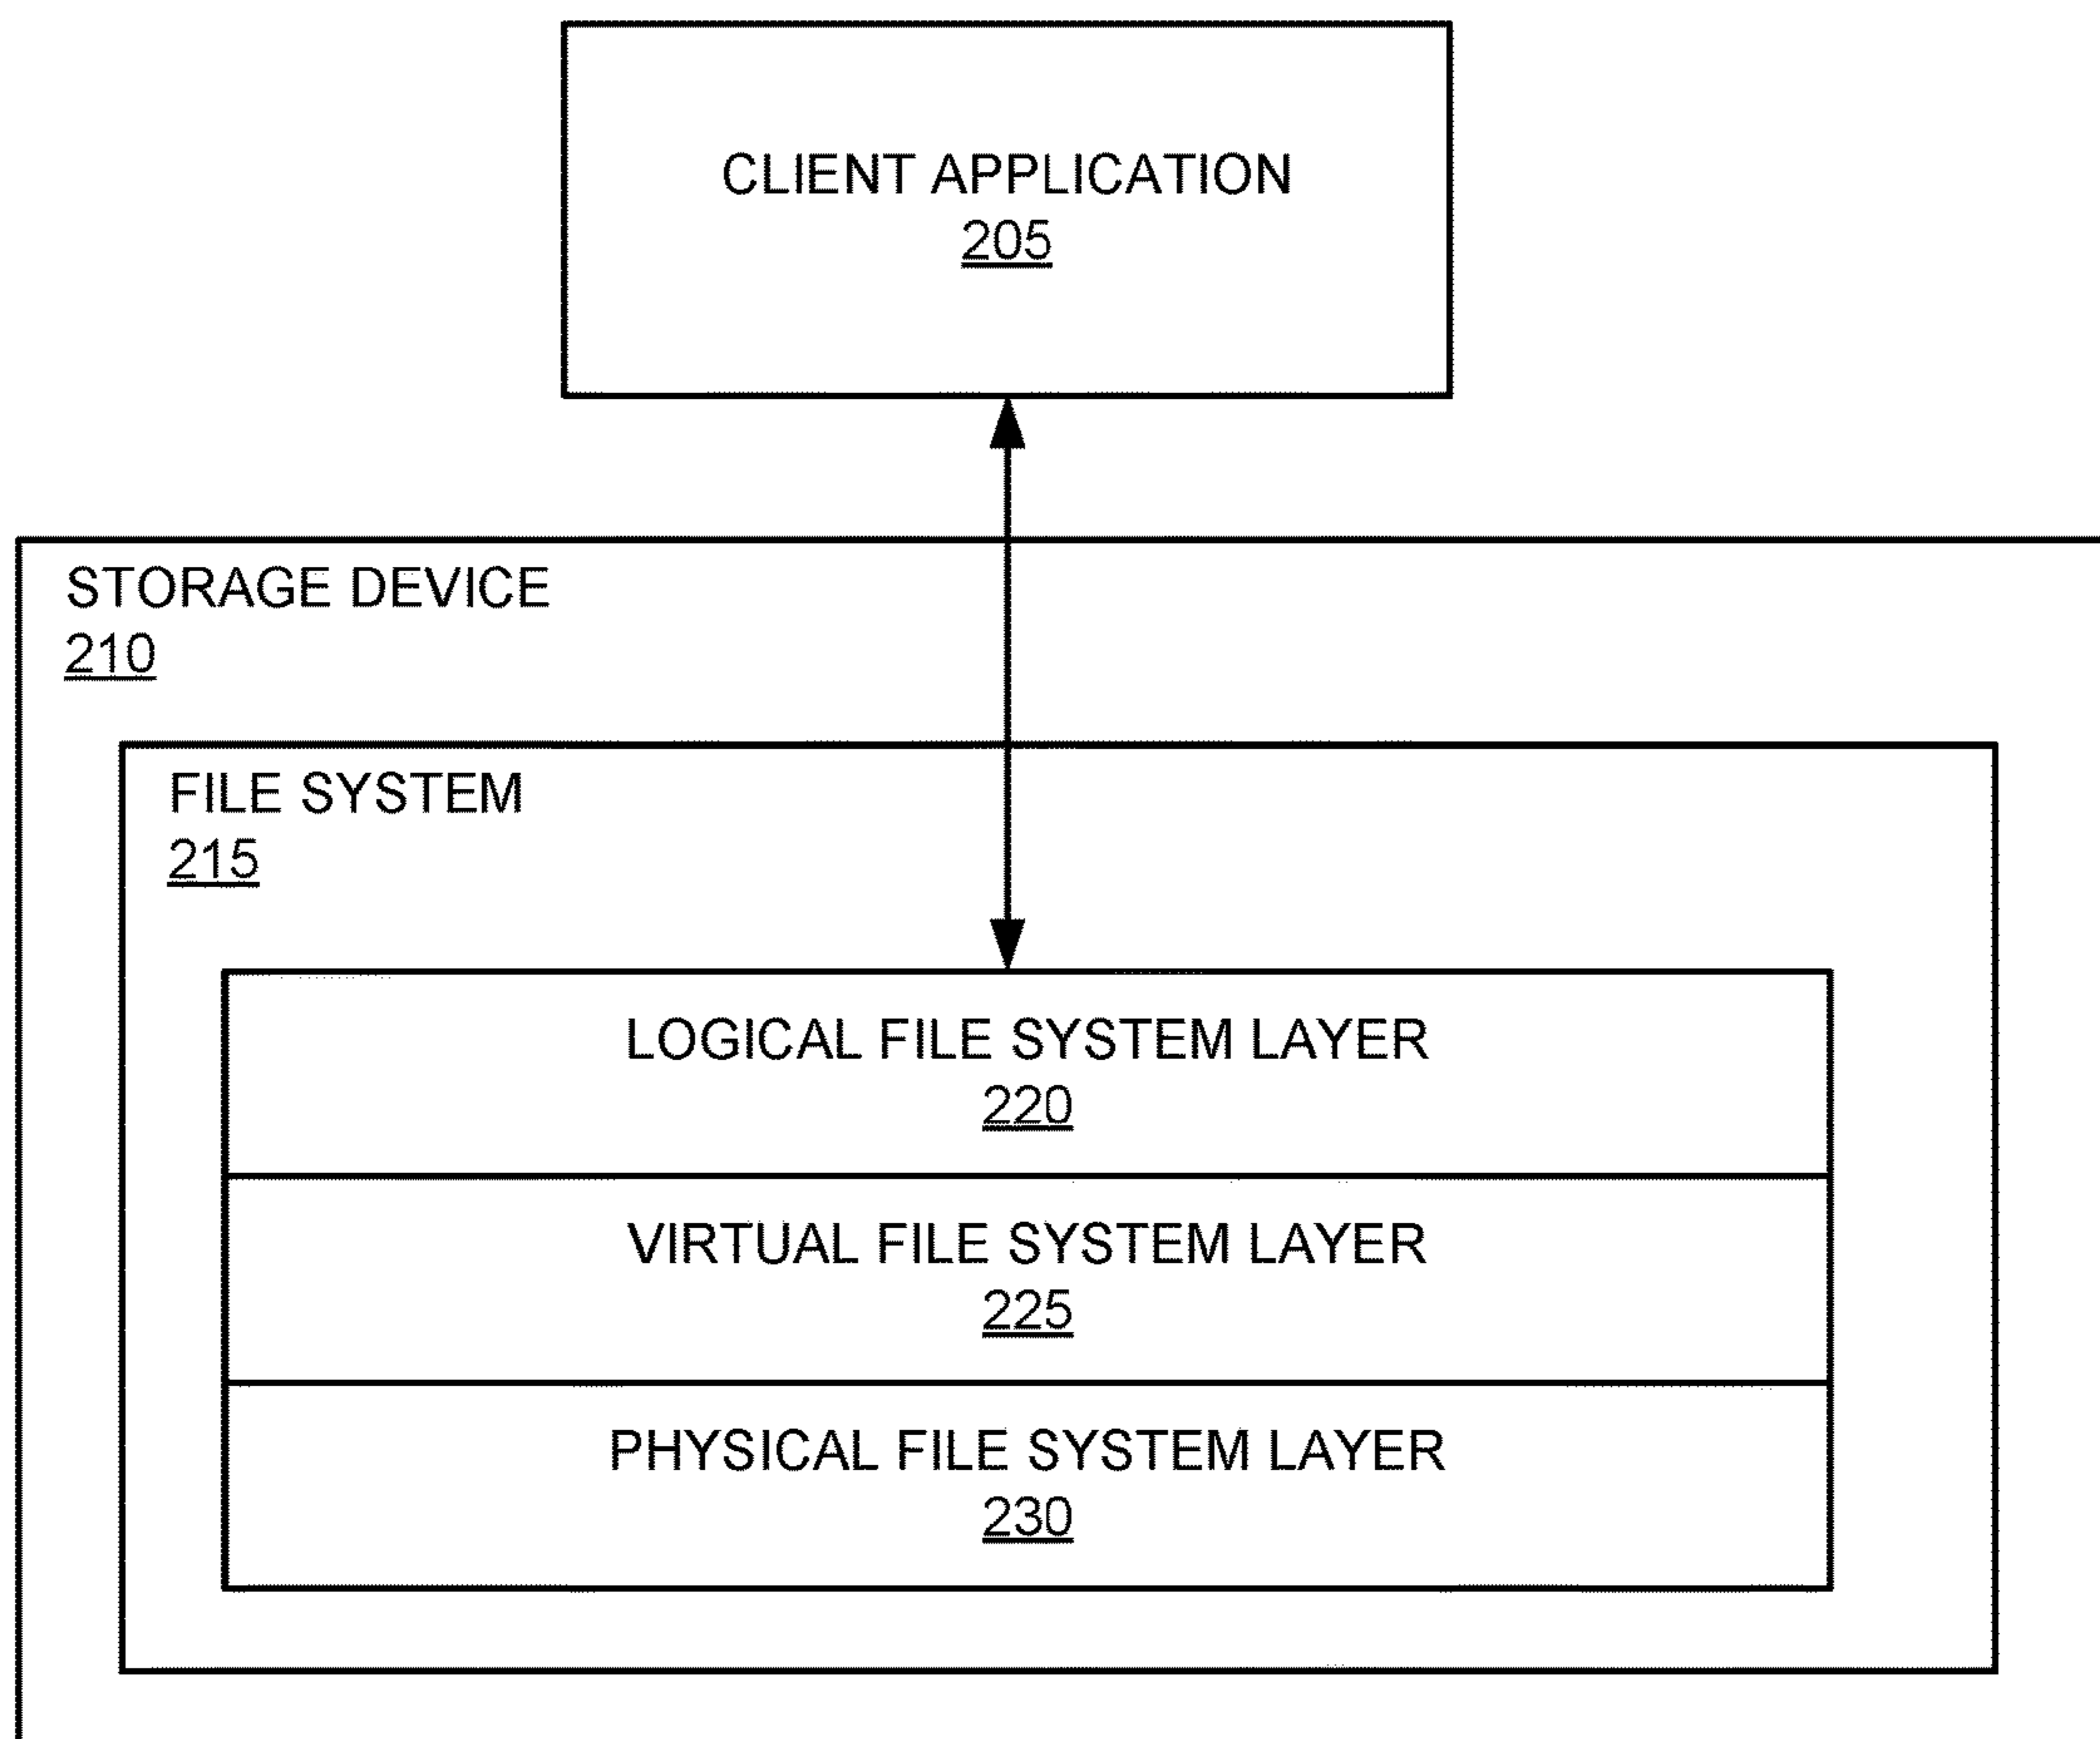 CLIENT APPLICATION
205
STORAGE DEVICE
210
FILE SYSTEM
215
LOGICAL FILE SYSTEM LAYER
220
VIRTUAL FILE SYSTEM LAYER
225
PHYSICAL FILE SYSTEM LAYER
230